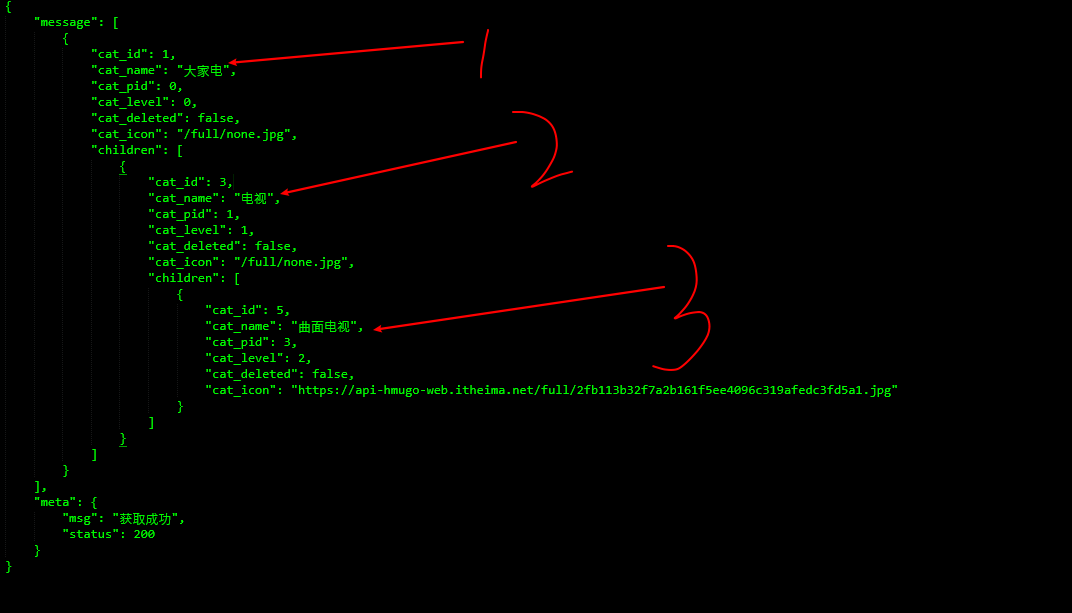 {
"message": [
{
"cat_id": 1,
"cat_name": "大家电",
1
"cat_pid": 0,
"cat_level": 0,
"cat_deleted": false,
"cat_icon": "/full/none.jpg",
"children": [
2
{
"cat_id": 3,
"cat_name": "电视",
"cat_pid": 1,
"cat_level": 1,
"cat_deleted": false,
"cat_icon": "/full/none.jpg",
"children": [
{
3
"cat_id": 5,
"cat_name": "曲面电视",
"cat_pid": 3,
"cat_level": 2,
"cat_deleted": false,
"cat_icon": "https://api-hmugo-web.itheima.net/full/2fb113b32f7a2b161f5ee4096c319afedc3fd5a1.jpg"
}
]
}
]
}
],
"meta": {
"msg": "获取成功",
"status": 200
}
}